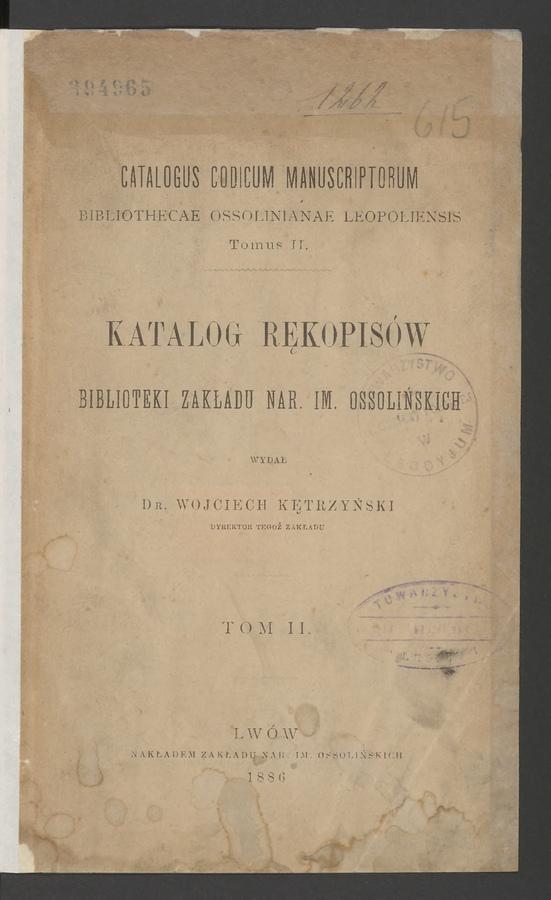 394965
1262
615
CATALOGUS CODICUM MANUSCRIPTORUM
BIBLIOTHECAE OSSOLINIANAE LEOPOLIENSIS
Tomus II.
KATALOG RĘKOPISÓW
BIBLIOTEKI ZAKŁADU NAR. IM. OSSOLIŃSKICH
WYDAŁ
DR. WOJCIECH KĘTRZYŃSKI
DYREKTOR TEGOŻ ZAKŁADU
TOM II.
LWÓW
NAKŁADEM ZAKŁADU NAR. IM. OSSOLIŃSKICH
1886